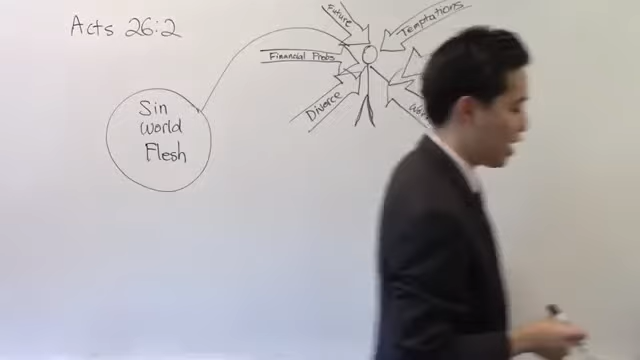 Acts 26:2
Future
Temptations
Financial Probs
Divorce
Sin
World
Flesh